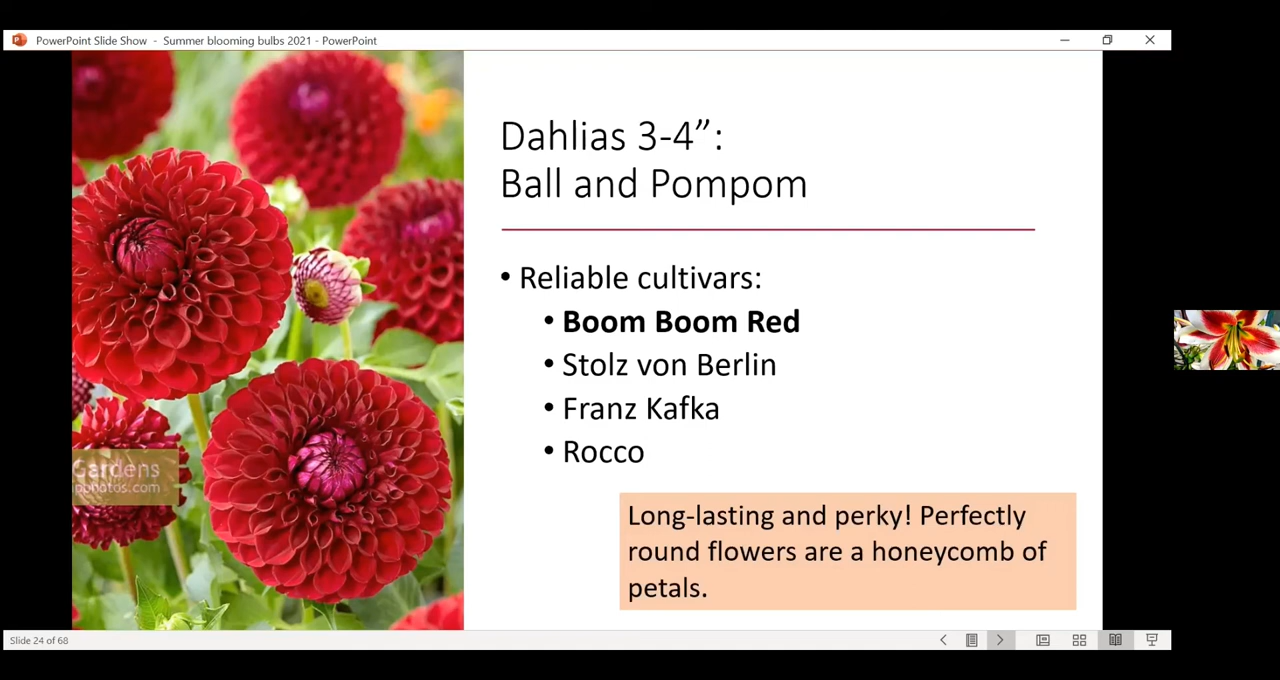 PowerPoint Slide Show - Summer blooming bulbs 2021 - PowerPoint
Dahlias 3-4”:
Ball and Pompom
• Reliable cultivars:
• Boom Boom Red
• Stolz von Berlin
• Franz Kafka
• Rocco
Long-lasting and perky! Perfectly
round flowers are a honeycomb of
petals.
Gardens
pphotos.com
Slide 24 of 68